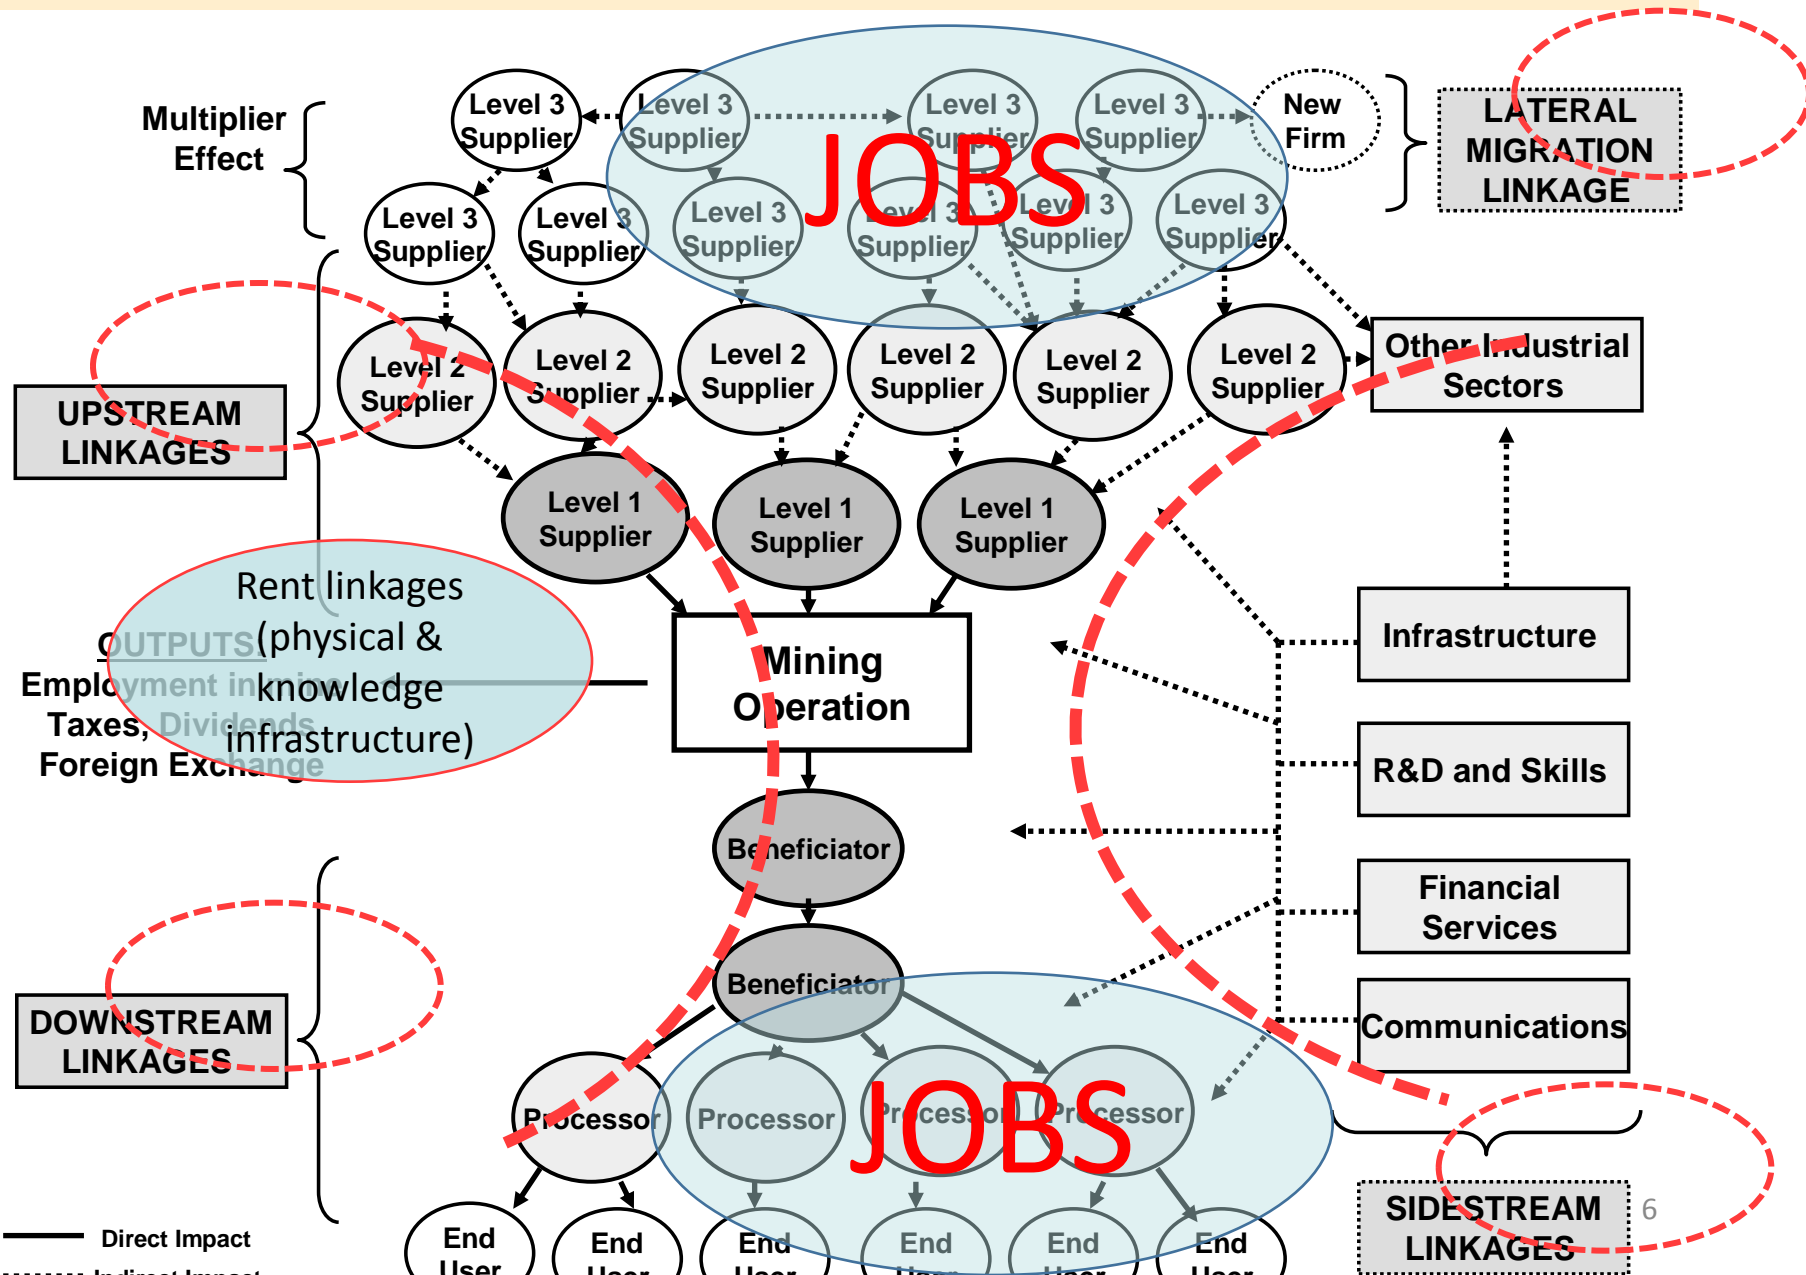 Multiplier
Effect
Level 3
Supplier
Level 3
Supplier
Level 3
Supplier
Level 3
Supplier
New
Firm
LATERAL
MIGRATION
LINKAGE
JOBS
Level 3
Supplier
Level 3
Supplier
Level 3
Supplier
Level 3
Supplier
Level 3
Supplier
Level 3
Supplier
UPSTREAM
LINKAGES
Level 2
Supplier
Level 2
Supplier
Level 2
Supplier
Level 2
Supplier
Level 2
Supplier
Level 2
Supplier
Other Industrial
Sectors
Level 1
Supplier
Level 1
Supplier
Level 1
Supplier
Rent linkages
(physical &
knowledge
infrastructure)
OUTPUTS:
Employment in mine
Taxes, Dividends
Foreign Exchange
Mining
Operation
Infrastructure
R&D and Skills
Financial
Services
Communications
Beneficiator
Beneficiator
DOWNSTREAM
LINKAGES
Processor
Processor
Processor
Processor
JOBS
SIDESTREAM
LINKAGES
6
End
User
End
User
End
User
End
User
End
User
End
User
Direct Impact
Indirect Impact